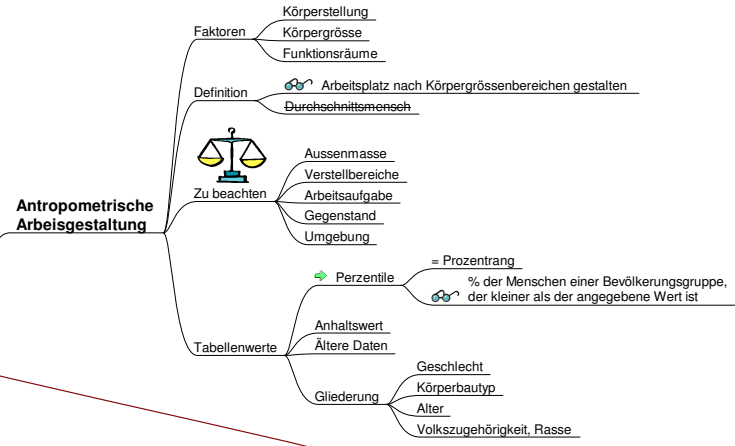 Körperstellung
Faktoren
Körpergrösse
Funktionsräume
Definition
Arbeitsplatz nach Körpergrössenbereichen gestalten
Durchschnittsmensch
Zu beachten
Aussenmasse
Verstellbereiche
Arbeitsaufgabe
Gegenstand
Umgebung
Antropometrische
Arbeisgestaltung
Perzentile
= Prozentrang
% der Menschen einer Bevölkerungsgruppe,
der kleiner als der angegebene Wert ist
Tabellenwerte
Anhaltswert
Ältere Daten
Gliederung
Geschlecht
Körperbautyp
Alter
Volkszugehörigkeit, Rasse